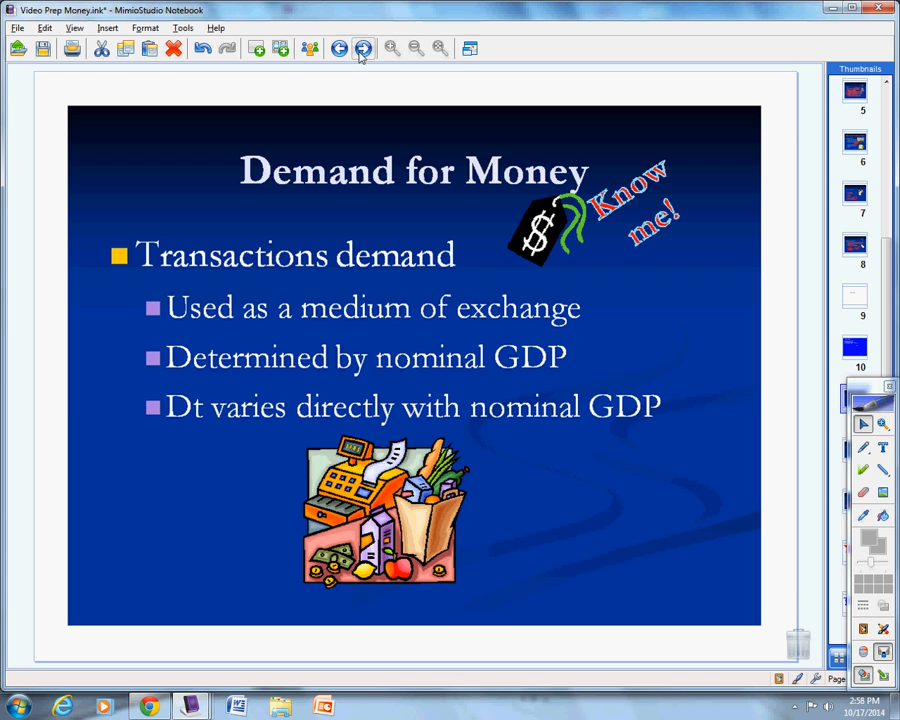 Video Prep Money.ink* - MimioStudio Notebook
File Edit View Insert Format Tools Help
Thumbnails
5
6
7
8
9
10
Demand for Money
Know
me!
$
Transactions demand
Used as a medium of exchange
Determined by nominal GDP
Dt varies directly with nominal GDP
Page
2:58 PM
10/17/2014